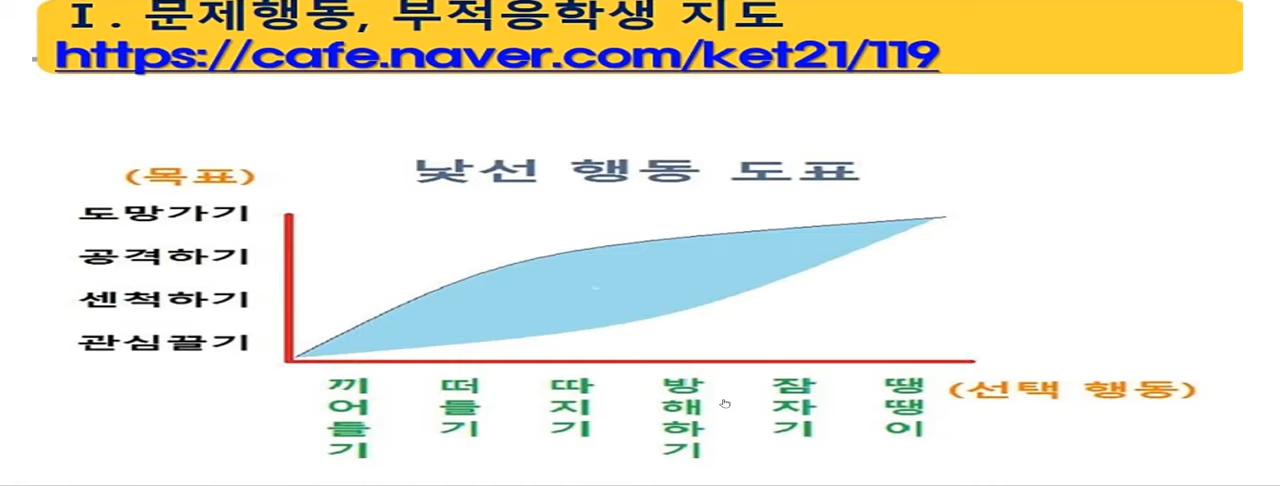 Ⅰ. 문제행동, 부적응학생 지도
https://cafe.naver.com/ket21/119
낯선 행동 도표
(목표)
도망가기
공격하기
센척하기
관심끌기
끼어들기
떠들기
따지기
방해하기
잠자기
땡땡이
(선택 행동)